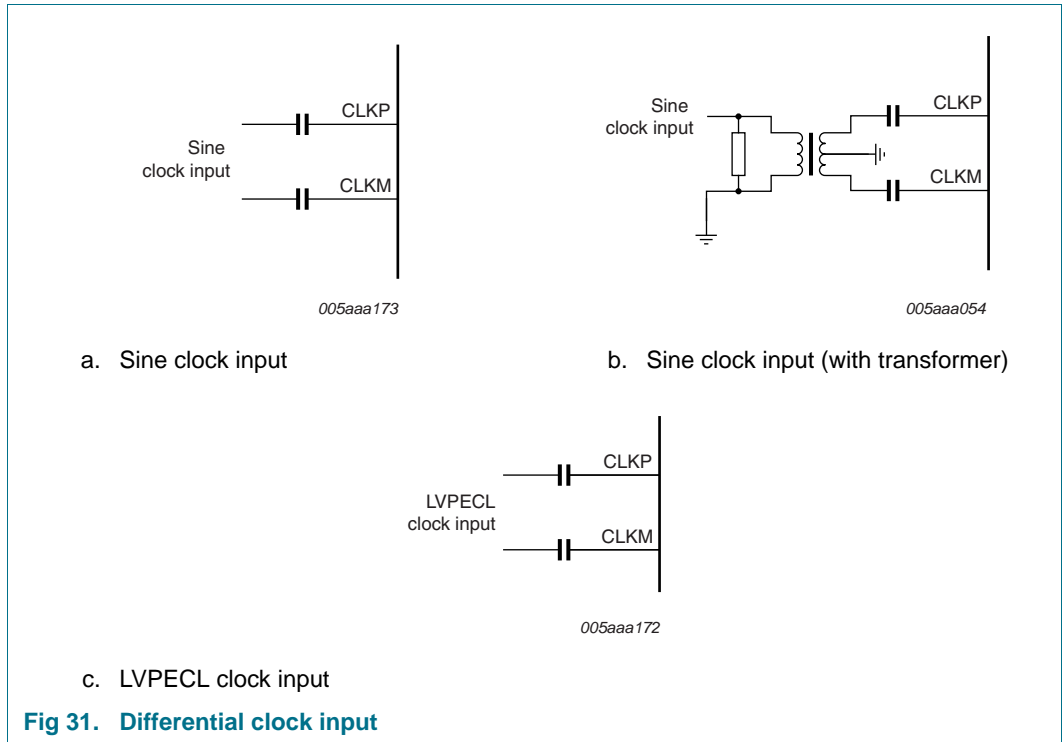 CLKP
Sine
clock input
CLKM
005aaa173
a. Sine clock input
Sine
clock input
CLKP
CLKM
005aaa054
b. Sine clock input (with transformer)
CLKP
LVPECL
clock input
CLKM
005aaa172
c. LVPECL clock input
Fig 31. Differential clock input